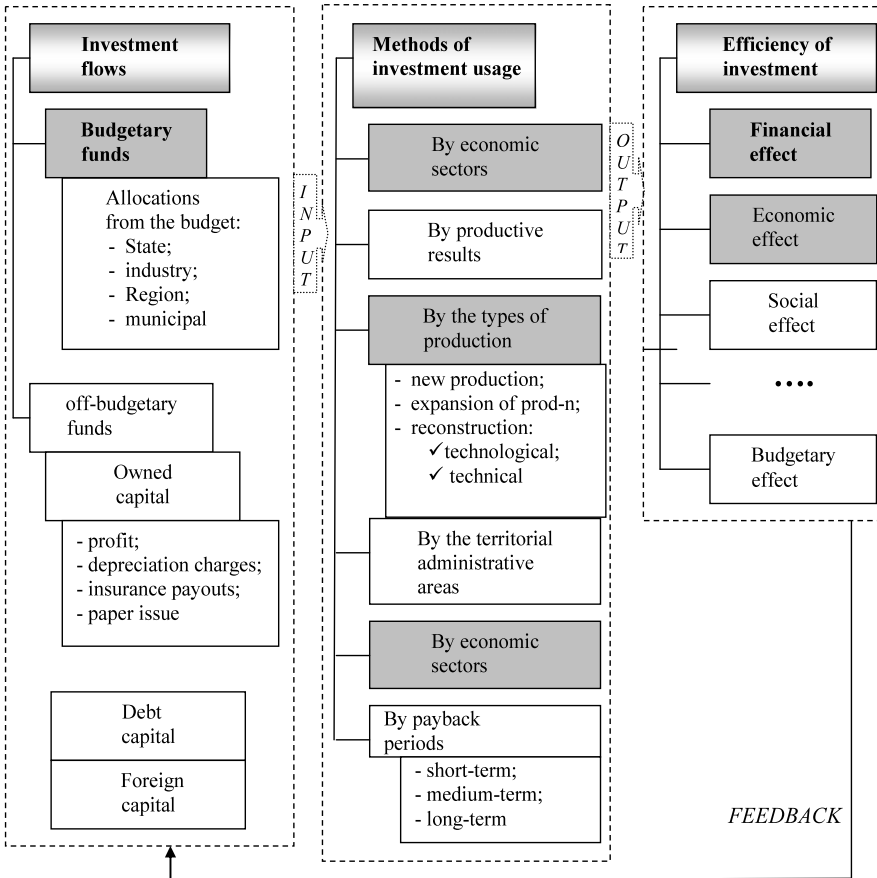 Investment
flows
Budgetary
funds
Allocations
from the budget:
- State;
- industry;
- Region;
- municipal
off-budgetary
funds
Owned
capital
- profit;
- depreciation charges;
- insurance payouts;
- paper issue
Debt
capital
Foreign
capital
INPUT
Methods of
investment usage
By economic
sectors
By productive
results
By the types of
production
- new production;
- expansion of prod-n;
- reconstruction:
✓technological;
✓ technical
By the territorial
administrative
areas
By economic
sectors
By payback
periods
- short-term;
- medium-term;
- long-term
OUTPUT
Efficiency of
investment
Financial
effect
Economic
effect
Social
effect
••••
Budgetary
effect
FEEDBACK